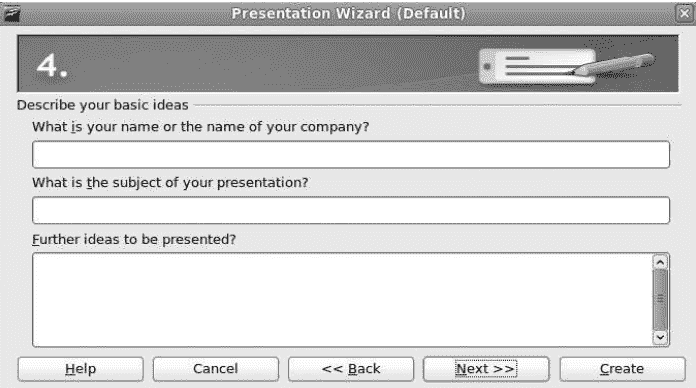 Presentation Wizard (Default)
4.
Describe your basic ideas
What is your name or the name of your company?
What is the subject of your presentation?
Further ideas to be presented?
Help Cancel << Back Next >> Create